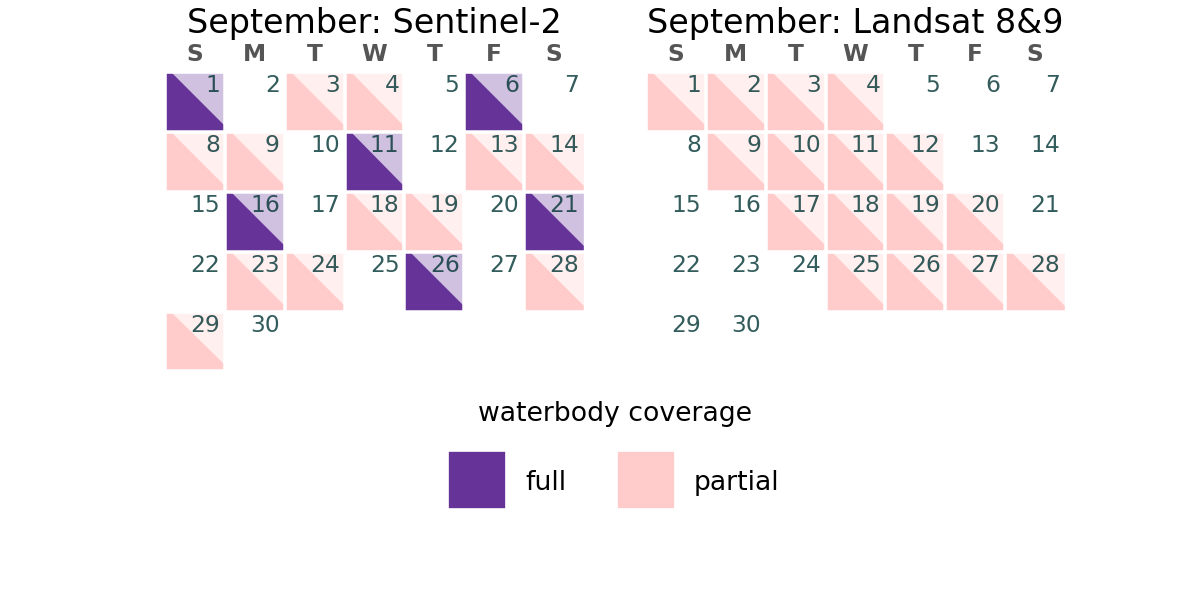 September: Sentinel-2
S M T W T F S
1 2 3 4 5 6 7
8 9 10 11 12 13 14
15 16 17 18 19 20 21
22 23 24 25 26 27 28
29 30
September: Landsat 8&9
S M T W T F S
1 2 3 4 5 6 7
8 9 10 11 12 13 14
15 16 17 18 19 20 21
22 23 24 25 26 27 28
29 30
waterbody coverage
full
partial